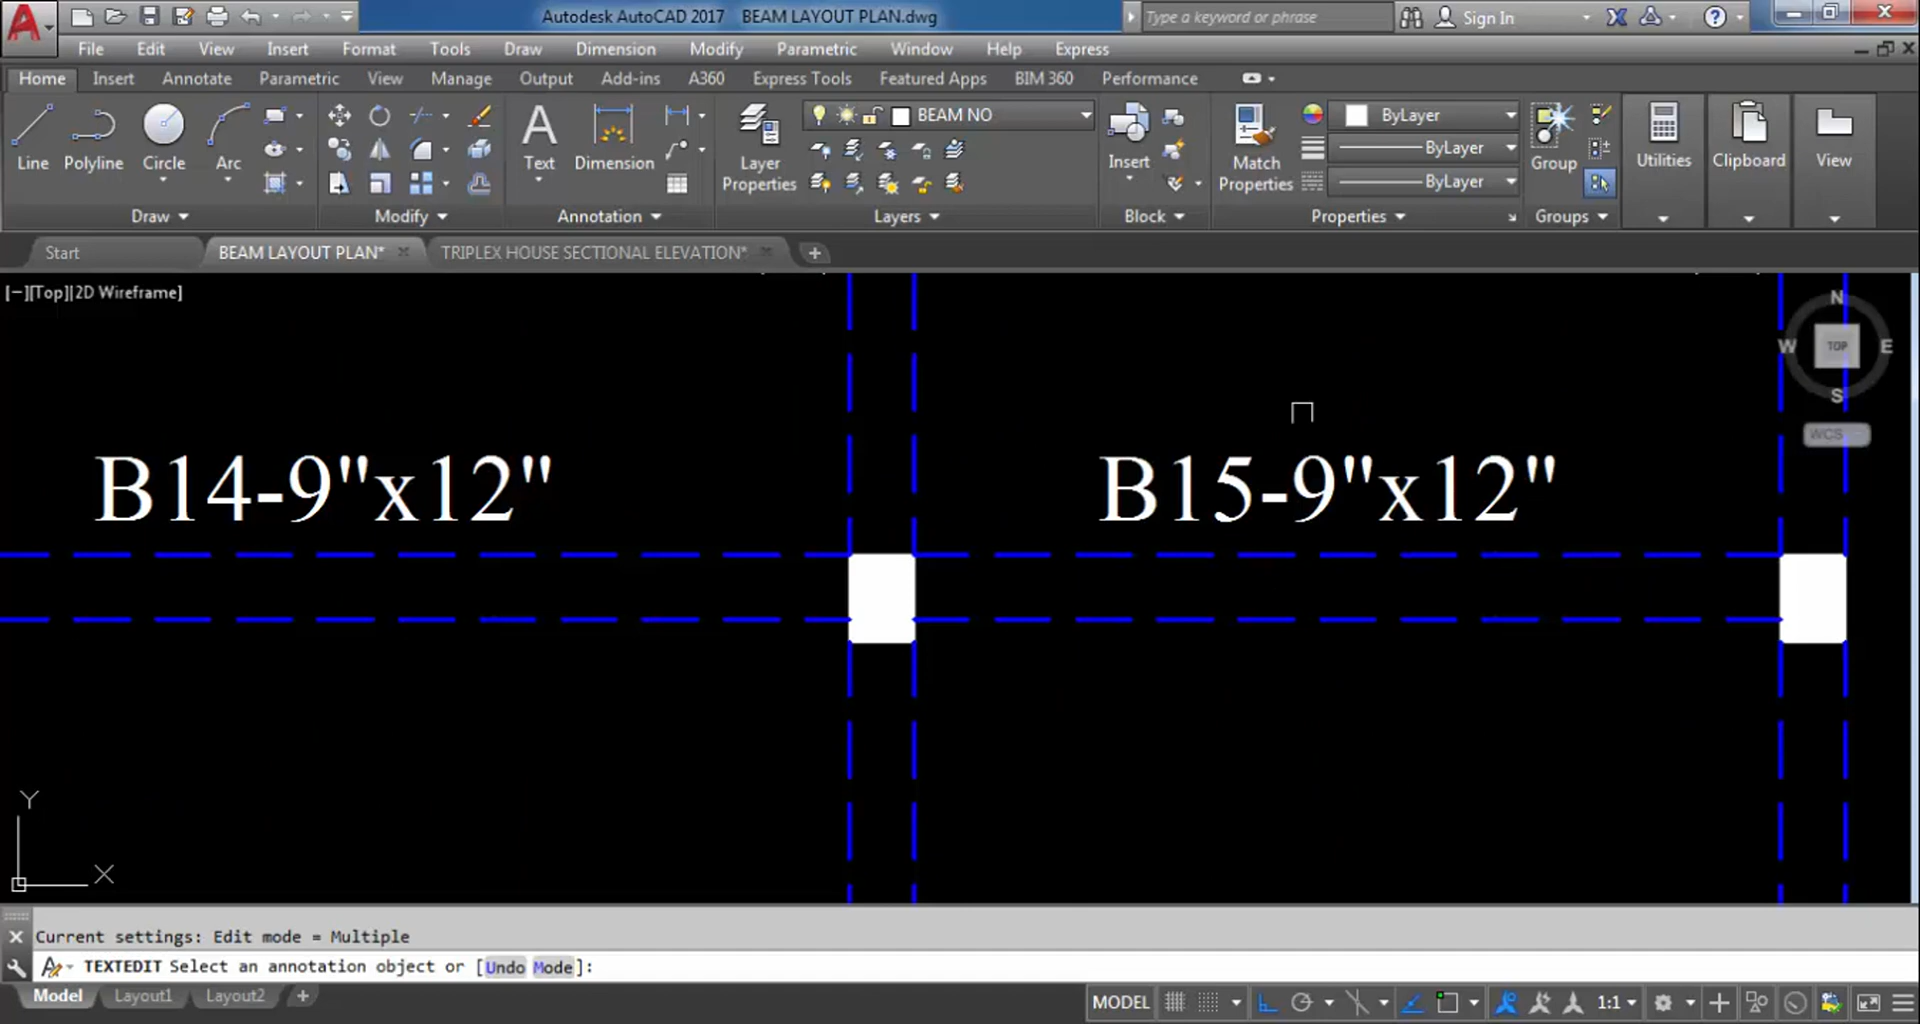 Autodesk AutoCAD 2017 BEAM LAYOUT PLAN.dwg
Type a keyword or phrase
Sign In
File Edit View Insert Format Tools Draw Dimension Modify Parametric Window Help Express
Home Insert Annotate Parametric View Manage Output Add-ins A360 Express Tools Featured Apps BIM 360 Performance
BEAM NO
ByLayer
Line Polyline Circle Arc
Text Dimension
Layer Properties
Insert
Match Properties
ByLayer
ByLayer
Group
Utilities Clipboard View
Draw Modify Annotation Layers Block Properties Groups
Start BEAM LAYOUT PLAN* TRIPLEX HOUSE SECTIONAL ELEVATION*
[−][Top][2D Wireframe]
N
W TOP E
S
WCS
B14-9"x12" B15-9"x12"
Y
X
Current settings: Edit mode = Multiple
TEXTEDIT Select an annotation object or [Undo Mode]:
Model Layout1 Layout2 +
MODEL 1:1